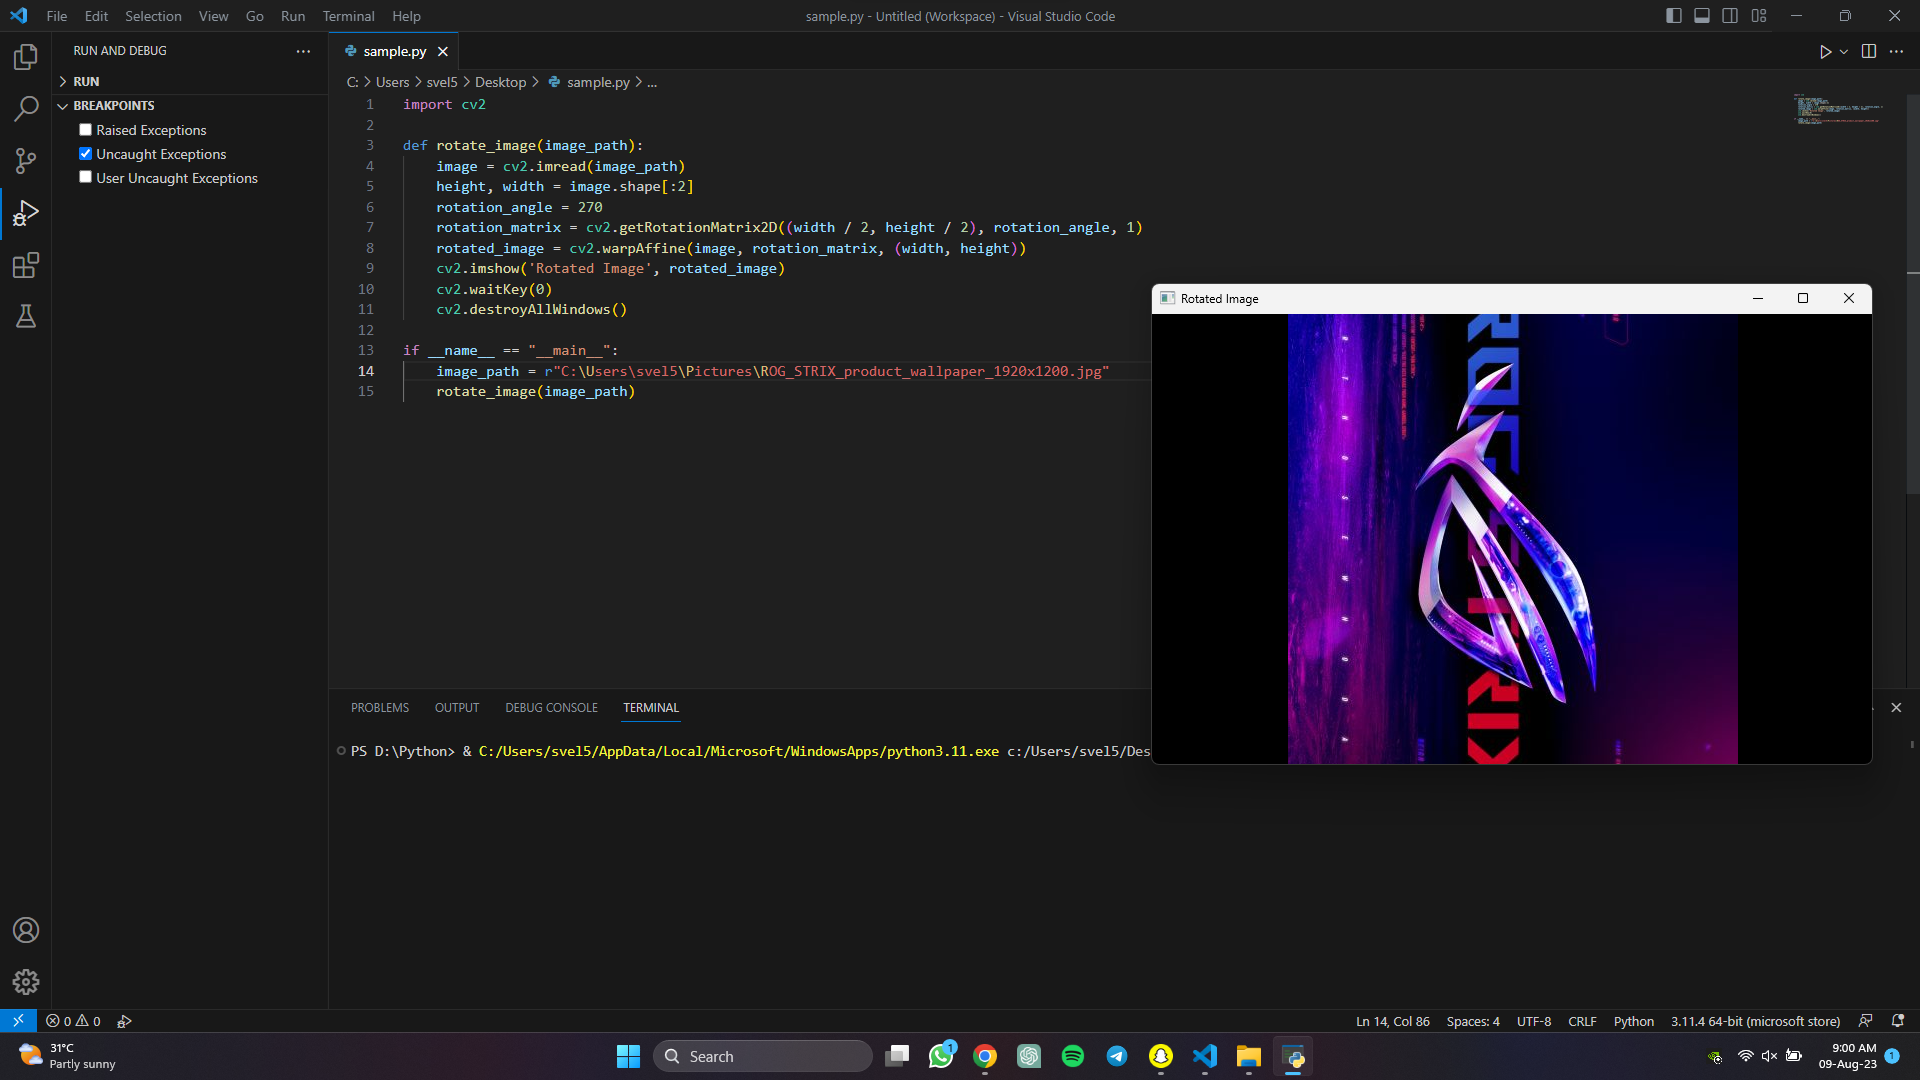 File Edit Selection View Go Run Terminal Help
sample.py - Untitled (Workspace) - Visual Studio Code
RUN AND DEBUG
RUN
BREAKPOINTS
Raised Exceptions
Uncaught Exceptions
User Uncaught Exceptions
sample.py
C: > Users > svel5 > Desktop > sample.py > ...
1 import cv2
2
3 def rotate_image(image_path):
4 image = cv2.imread(image_path)
5 height, width = image.shape[:2]
6 rotation_angle = 270
7 rotation_matrix = cv2.getRotationMatrix2D((width / 2, height / 2), rotation_angle, 1)
8 rotated_image = cv2.warpAffine(image, rotation_matrix, (width, height))
9 cv2.imshow('Rotated Image', rotated_image)
10 cv2.waitKey(0)
11 cv2.destroyAllWindows()
12
13 if __name__ == "__main__":
14 image_path = r"C:\Users\svel5\Pictures\ROG_STRIX_product_wallpaper_1920x1200.jpg"
15 rotate_image(image_path)
Rotated Image
PROBLEMS OUTPUT DEBUG CONSOLE TERMINAL
PS D:\Python> & C:/Users/svel5/AppData/Local/Microsoft/WindowsApps/python3.11.exe c:/Users/svel5/Des
0 0
Ln 14, Col 86 Spaces: 4 UTF-8 CRLF Python 3.11.4 64-bit (microsoft store)
31°C
Partly sunny
Search
1
9:00 AM
09-Aug-23
1